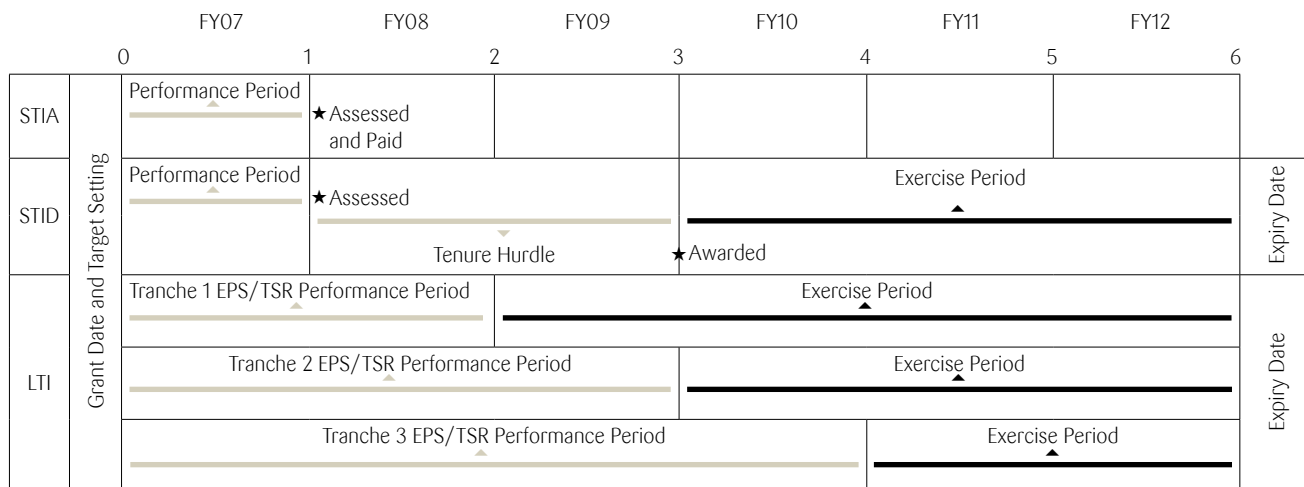 FY07 FY08 FY09 FY10 FY11 FY12
0 1 2 3 4 5 6
STIA
Grant Date and Target Setting
Performance Period
★Assessed
and Paid
STID
Performance Period
★Assessed
Tenure Hurdle
★Awarded
Exercise Period
Expiry Date
LTI
Tranche 1 EPS/TSR Performance Period
Exercise Period
Tranche 2 EPS/TSR Performance Period
Exercise Period
Tranche 3 EPS/TSR Performance Period
Exercise Period
Expiry Date